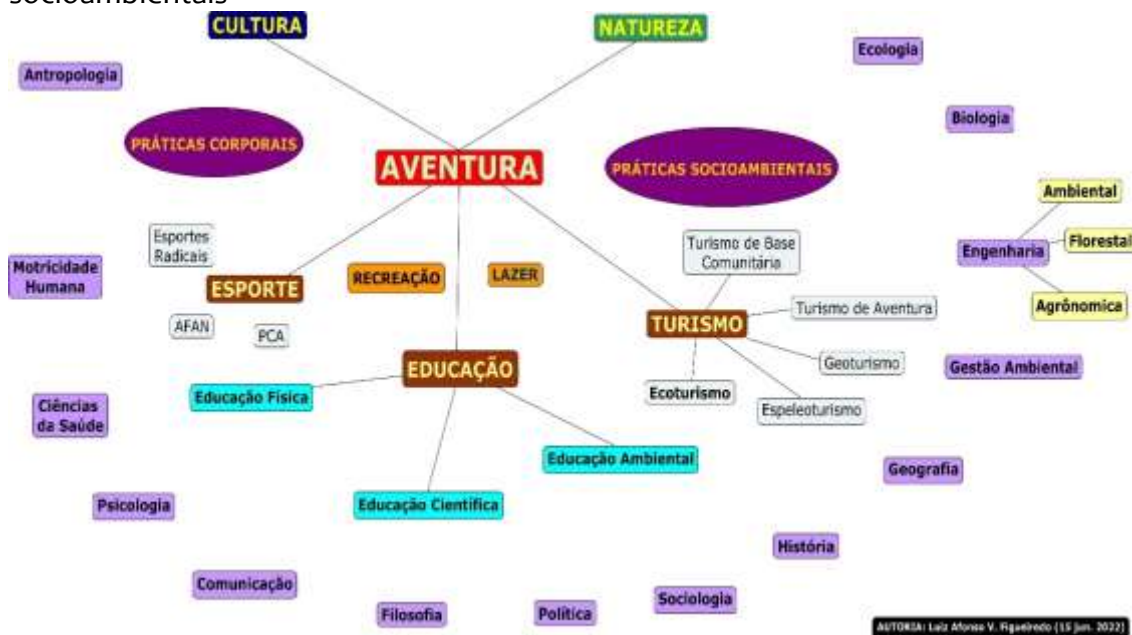 socioambientais
CULTURA
NATUREZA
Ecologia
Antropologia
Biologia
PRÁTICAS CORPORAIS
AVENTURA
PRÁTICAS SOCIOAMBIENTAIS
Ambiental
Esportes
Radicais
Turismo de Base
Comunitária
Engenharia
Florestal
Motricidade
Humana
ESPORTE
RECREAÇÃO
LAZER
Agrônomica
Turismo de Aventura
TURISMO
AFAN
PCA
EDUCAÇÃO
Geoturismo
Gestão Ambiental
Educação Física
Ecoturismo
Espeleoturismo
Ciências
da Saúde
Educação Ambiental
Geografia
Psicologia
Educação Científica
História
Comunicação
Sociologia
Filosofia
Política
AUTORIA: Luiz Afonso V. Figueiredo (15 jun. 2022)